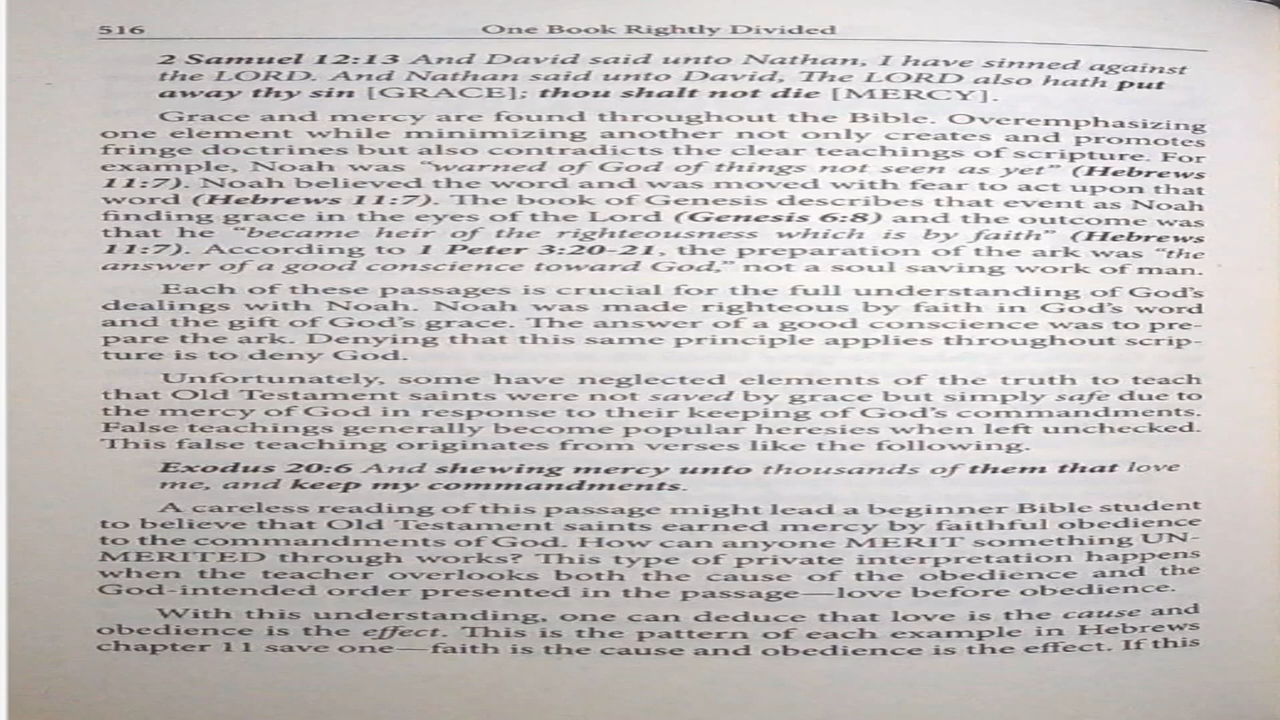 516 One Book Rightly Divided
2 Samuel 12:13 And David said unto Nathan, I have sinned against
the LORD. And Nathan said unto David, The LORD also hath put
away thy sin [GRACE]; thou shalt not die [MERCY].
Grace and mercy are found throughout the Bible. Overemphasizing
one element while minimizing another not only creates and promotes
fringe doctrines but also contradicts the clear teachings of scripture. For
example, Noah was “warned of God of things not seen as yet” (Hebrews
11:7). Noah believed the word and was moved with fear to act upon that
word (Hebrews 11:7). The book of Genesis describes that event as Noah
finding grace in the eyes of the Lord (Genesis 6:8) and the outcome was
that he “became heir of the righteousness which is by faith” (Hebrews
11:7). According to 1 Peter 3:20-21, the preparation of the ark was “the
answer of a good conscience toward God,” not a soul saving work of man.
Each of these passages is crucial for the full understanding of God’s
dealings with Noah. Noah was made righteous by faith in God’s word
and the gift of God’s grace. The answer of a good conscience was to pre-
pare the ark. Denying that this same principle applies throughout scrip-
ture is to deny God.
Unfortunately, some have neglected elements of the truth to teach
that Old Testament saints were not saved by grace but simply safe due to
the mercy of God in response to their keeping of God’s commandments.
False teachings generally become popular heresies when left unchecked.
This false teaching originates from verses like the following.
Exodus 20:6 And shewing mercy unto thousands of them that love
me, and keep my commandments.
A careless reading of this passage might lead a beginner Bible student
to believe that Old Testament saints earned mercy by faithful obedience
to the commandments of God. How can anyone MERIT something UN-
MERITED through works? This type of private interpretation happens
when the teacher overlooks both the cause of the obedience and the
God-intended order presented in the passage—love before obedience.
With this understanding, one can deduce that love is the cause and
obedience is the effect. This is the pattern of each example in Hebrews
chapter 11 save one—faith is the cause and obedience is the effect. If this